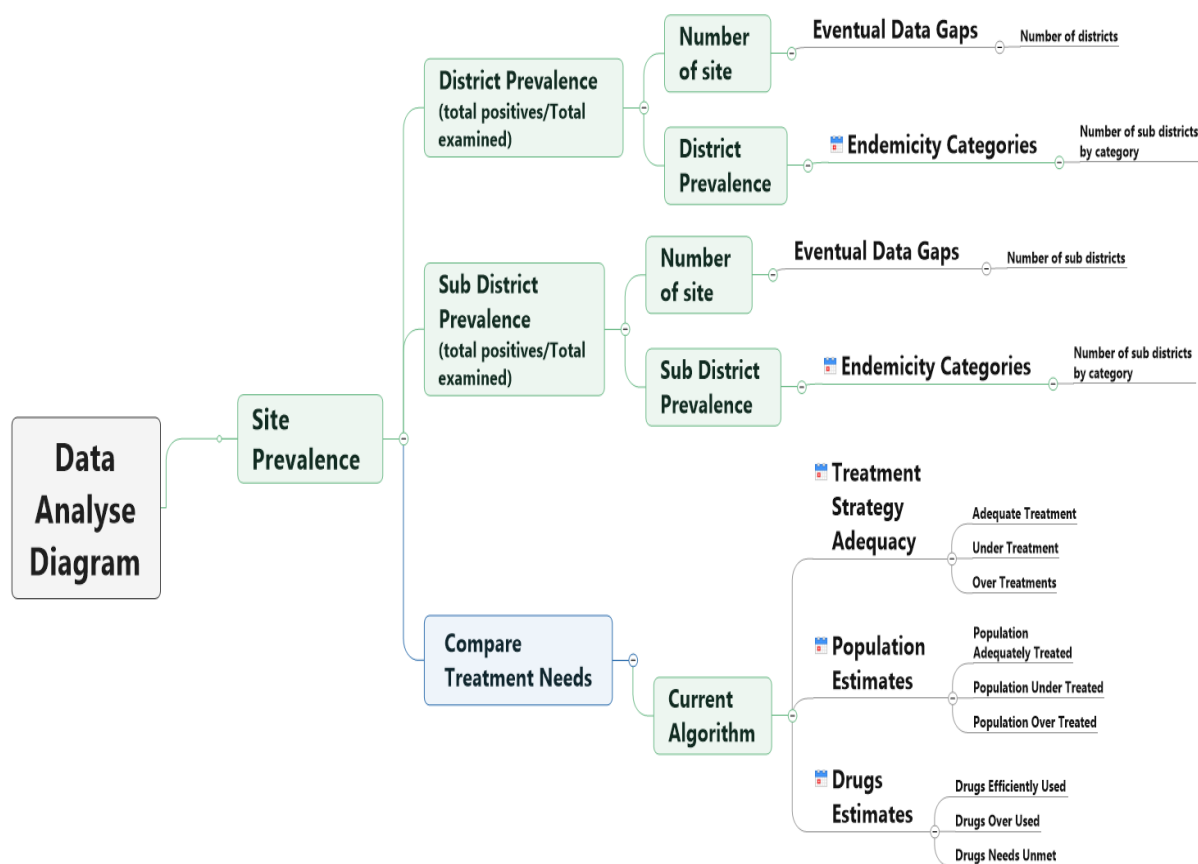 Data
Analyse
Diagram
Site
Prevalence
District Prevalence
(total positives/Total
examined)
Number
of site
Eventual Data Gaps
Number of districts
District
Prevalence
Endemicity Categories
Number of sub districts
by category
Sub District
Prevalence
(total positives/Total
examined)
Number
of site
Eventual Data Gaps
Number of sub districts
Sub District
Prevalence
Endemicity Categories
Number of sub districts
by category
Compare
Treatment Needs
Current
Algorithm
Treatment
Strategy
Adequacy
Adequate Treatment
Under Treatment
Over Treatments
Population
Estimates
Population
Adequately Treated
Population Under Treated
Population Over Treated
Drugs
Estimates
Drugs Efficiently Used
Drugs Over Used
Drugs Needs Unmet